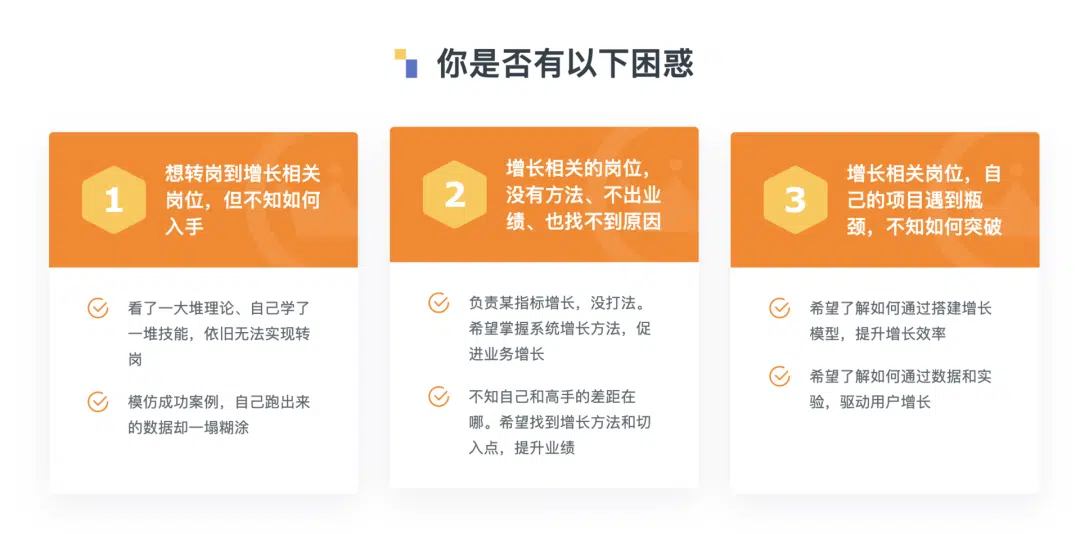 你是否有以下困惑
1
想转岗到增长相关
岗位，但不知如何
入手
看了一大堆理论、自己学了
一堆技能，依旧无法实现转
岗
模仿成功案例，自己跑出来
的数据却一塌糊涂
2
增长相关的岗位，
没有方法、不出业
绩、也找不到原因
负责某指标增长，没打法。
希望掌握系统增长方法，促
进业务增长
不知自己和高手的差距在
哪。希望找到增长方法和切
入点，提升业绩
3
增长相关岗位，自
己的项目遇到瓶
颈，不知如何突破
希望了解如何通过搭建增长
模型，提升增长效率
希望了解如何通过数据和实
验，驱动用户增长